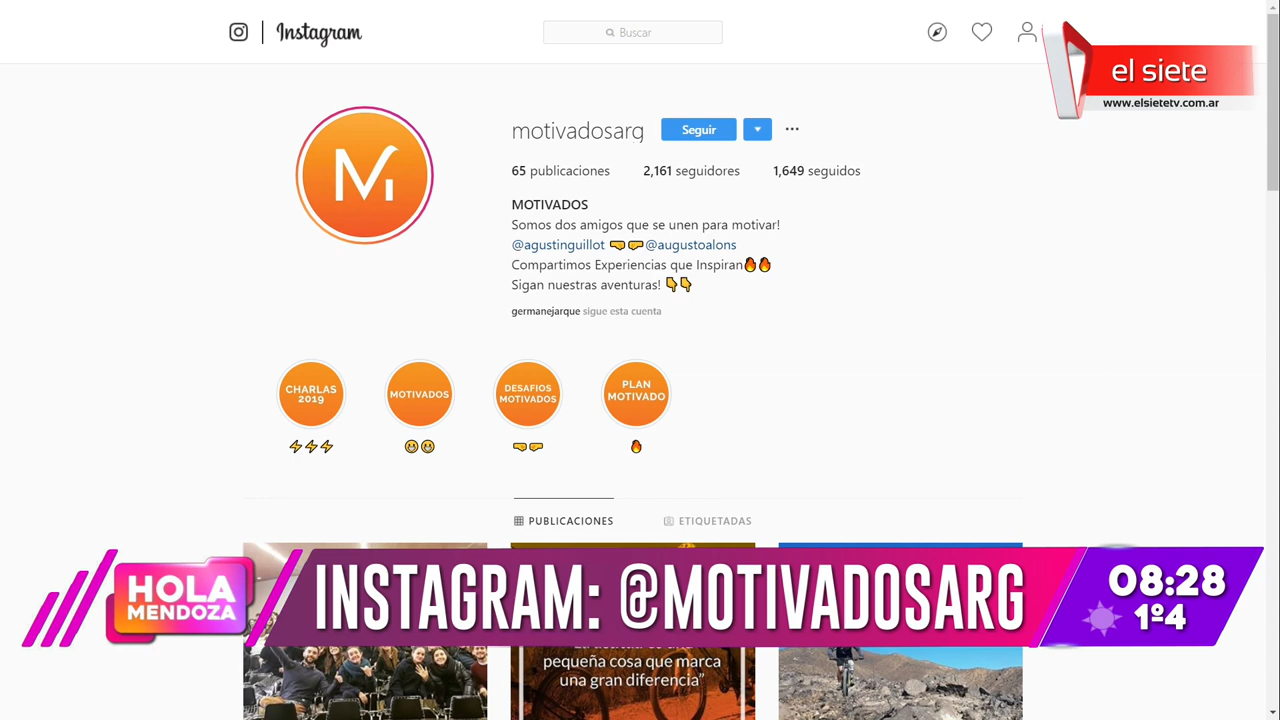 Instagram
Buscar
el siete
www.elsietetv.com.ar
motivadosarq
Seguir
65 publicaciones
2,161 seguidores
1,649 seguidos
MOTIVADOS
Somos dos amigos que se unen para motivar!
@agustinguillot 🤜🤛@augustoalons
Compartimos Experiencias que Inspiran🔥🔥
Sigan nuestras aventuras! 👇👇
germanejarque sigue esta cuenta
M
CHARLAS
2019
MOTIVADOS
DESAFIOS
MOTIVADOS
PLAN
MOTIVADO
PUBLICACIONES
ETIQUETADAS
HOLA
MENDOZA
INSTAGRAM: @MOTIVADOSARG
08:28
1º4
pequeña cosa que marca
una gran diferencia”